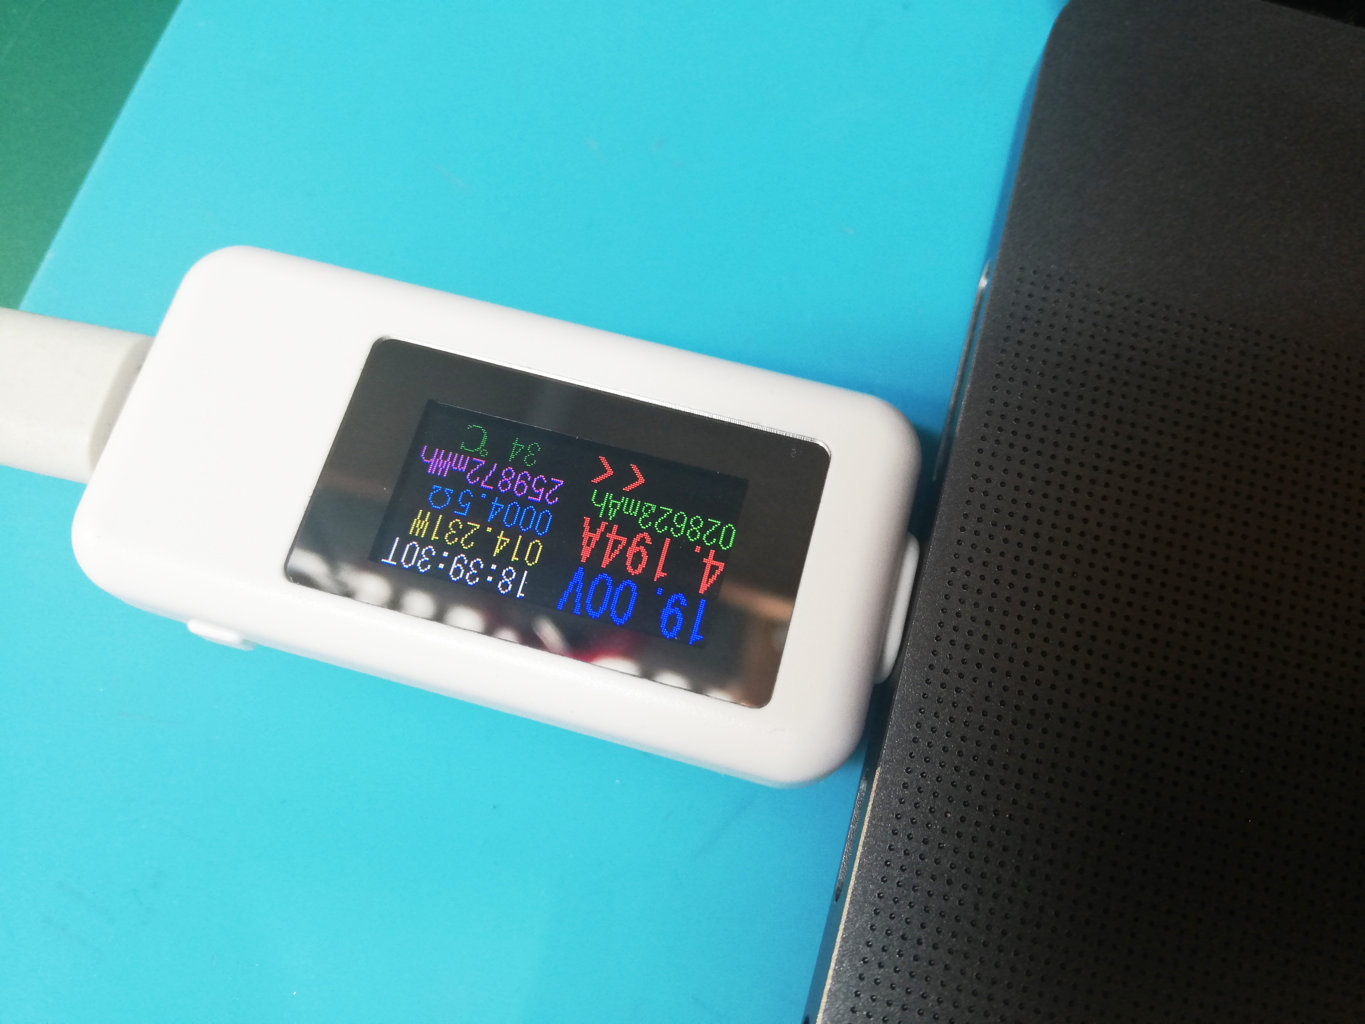 19.00V
4.194A
028623mAh
18:39:30T
014.231W
0004.5Ω
259872mWh
34℃